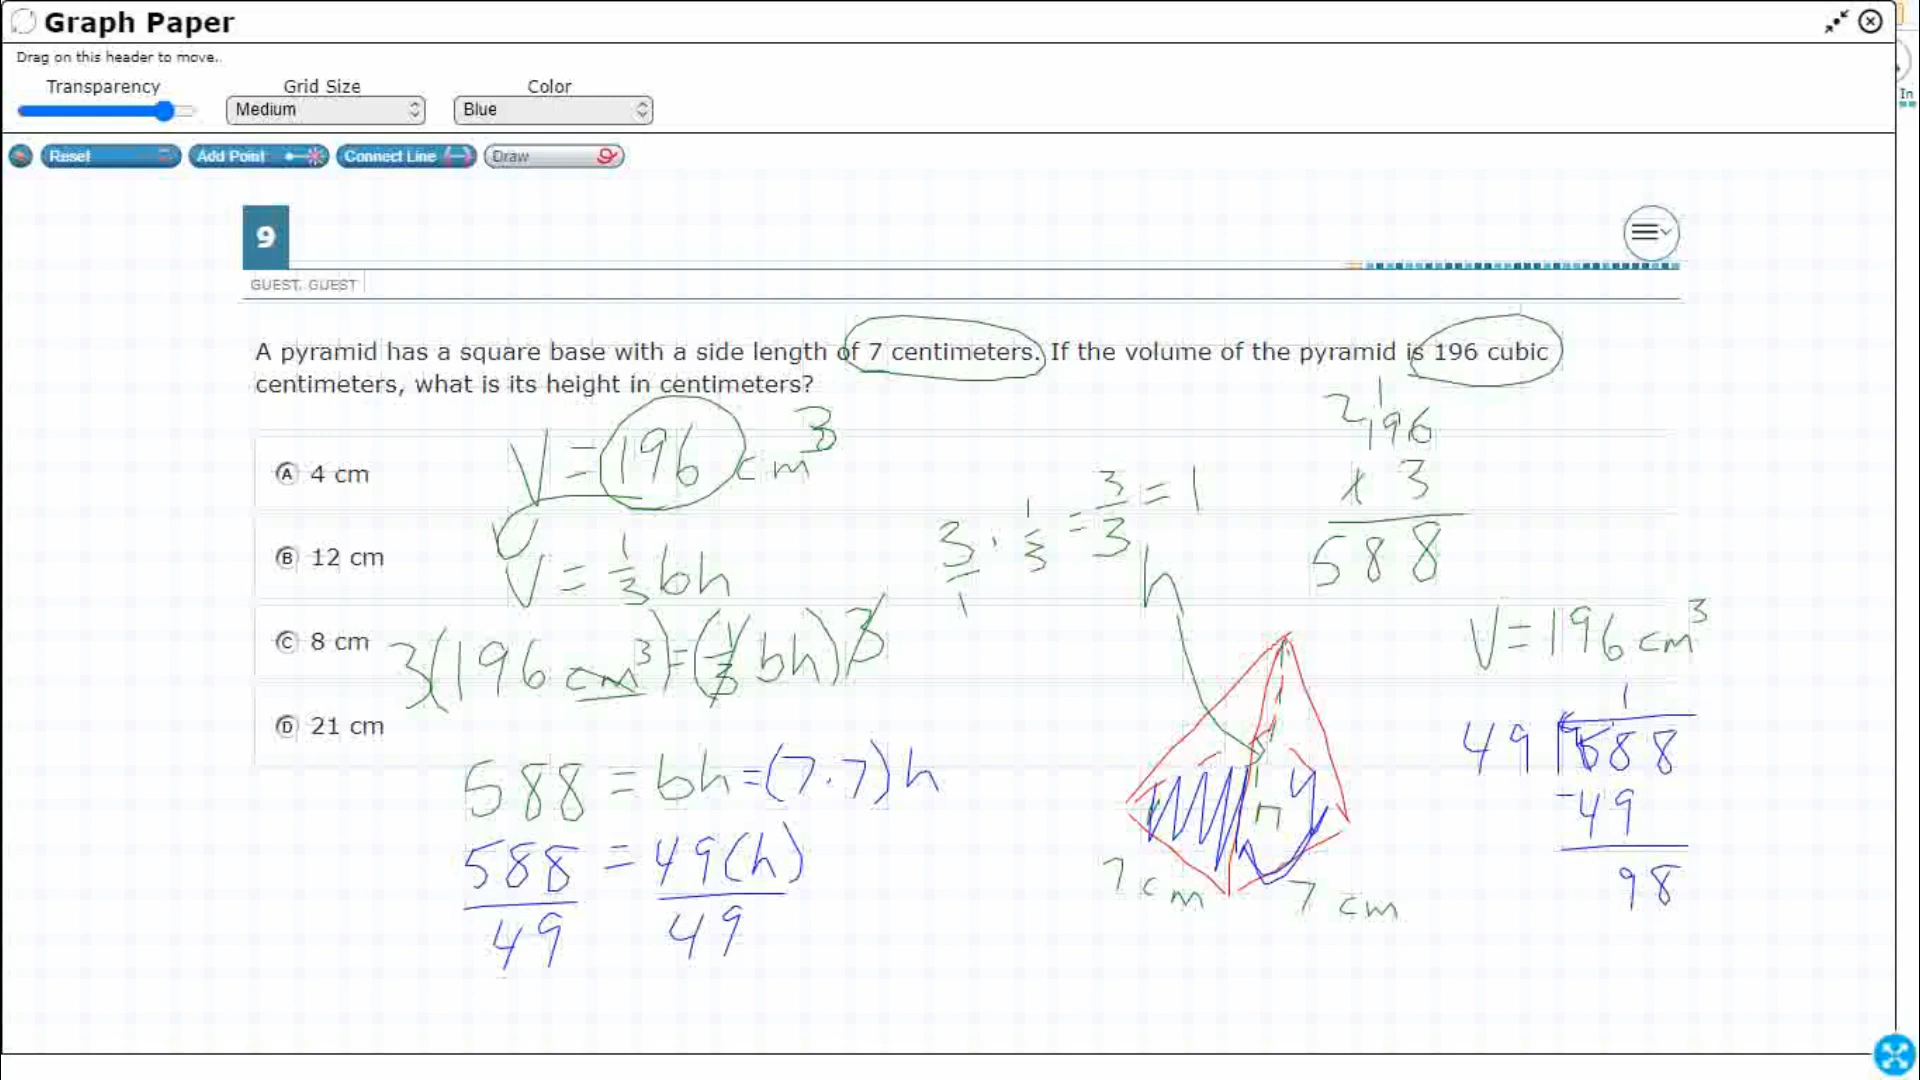 Graph Paper
Drag on this header to move..
Transparency Grid Size Color
Medium Blue
Reset Add Point Connect Line Draw
In
9
GUEST, GUEST
A pyramid has a square base with a side length of 7 centimeters. If the volume of the pyramid is 196 cubic
centimeters, what is its height in centimeters?
A 4 cm
B 12 cm
C 8 cm
D 21 cm
V = 196 cm³
V = 1/3 bh
3(196 cm³) = (1/3 bh)3
588 = bh = (7·7)h
588 = 49(h)
49 49
3/1 · 1/3 = 3/3 = 1
h
7 cm 7 cm
2 1
196
x 3
588
V = 196 cm³
1
49 588
-49
98